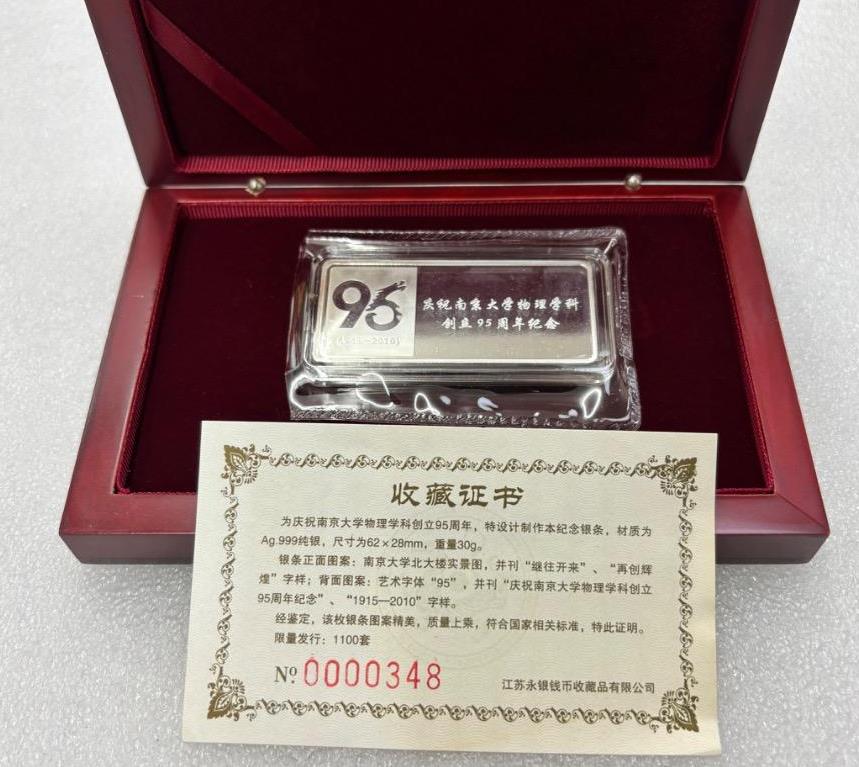 95
(1915-2010)
庆祝南京大学物理学科
创立95周年纪念
收藏证书
为庆祝南京大学物理学科创立95周年，特设计制作本纪念银条，材质为
Ag.999纯银，尺寸为62×28mm，重量30g。
银条正面图案：南京大学北大楼实景图，并刊“继往开来”、“再创辉
煌”字样；背面图案：艺术字体“95”，并刊“庆祝南京大学物理学科创立
95周年纪念”、“1915—2010”字样。
经鉴定，该枚银条图案精美，质量上乘，符合国家相关标准，特此证明。
限量发行：1100套
№ 0000348
江苏永银钱币收藏品有限公司